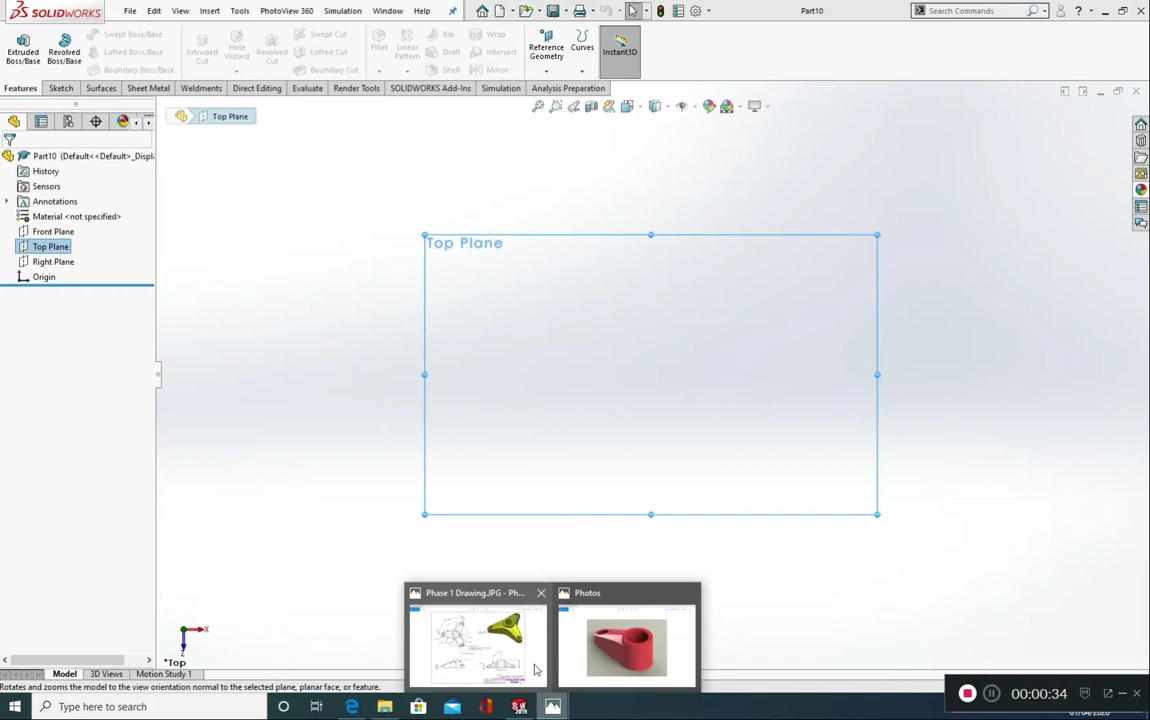 SOLIDWORKS File Edit View Insert Tools PhotoView 360 Simulation Window Help Part10 Search Commands
Extruded Boss/Base
Revolved Boss/Base
Swept Boss/Base
Lofted Boss/Base
Boundary Boss/Base
Extruded Cut
Hole Wizard
Revolved Cut
Swept Cut
Lofted Cut
Boundary Cut
Fillet
Linear Pattern
Rib
Draft
Shell
Wrap
Intersect
Mirror
Reference Geometry
Curves
Instant3D
Features Sketch Surfaces Sheet Metal Weldments Direct Editing Evaluate Render Tools SOLIDWORKS Add-Ins Simulation Analysis Preparation
Top Plane
Part10 (Default<<Default>_Displ
History
Sensors
Annotations
Material <not specified>
Front Plane
Top Plane
Right Plane
Origin
Top Plane
Phase 1 Drawing.JPG - Ph...
Photos
X
Z
*Top
Model 3D Views Motion Study 1
Rotates and zooms the model to the view orientation normal to the selected plane, planar face, or feature.
Type here to search
SW
2019
0:00:34
01/04/2020